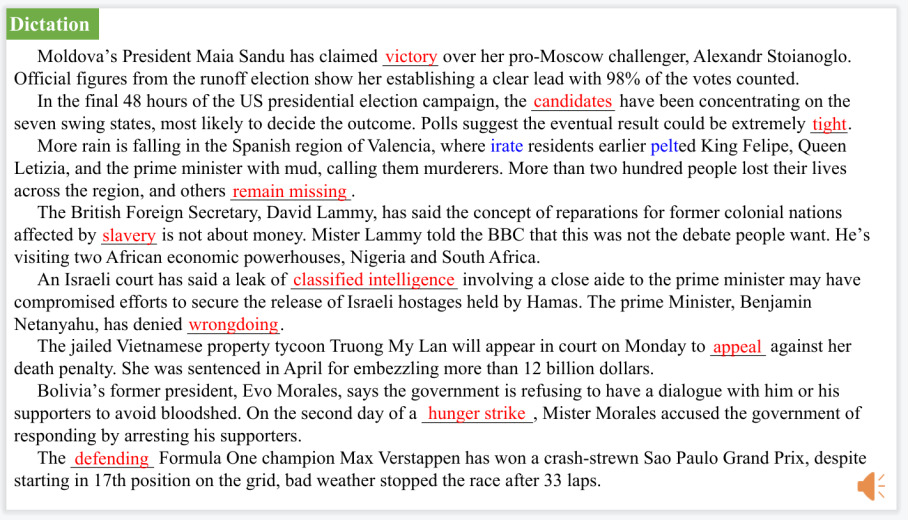 Dictation
Moldova's President Maia Sandu has claimed victory over her pro-Moscow challenger, Alexandr Stoianoglo.
Official figures from the runoff election show her establishing a clear lead with 98% of the votes counted.
In the final 48 hours of the US presidential election campaign, the candidates have been concentrating on the
seven swing states, most likely to decide the outcome. Polls suggest the eventual result could be extremely tight.
More rain is falling in the Spanish region of Valencia, where irate residents earlier pelted King Felipe, Queen
Letizia, and the prime minister with mud, calling them murderers. More than two hundred people lost their lives
across the region, and others remain missing.
The British Foreign Secretary, David Lammy, has said the concept of reparations for former colonial nations
affected by slavery is not about money. Mister Lammy told the BBC that this was not the debate people want. He's
visiting two African economic powerhouses, Nigeria and South Africa.
An Israeli court has said a leak of classified intelligence involving a close aide to the prime minister may have
compromised efforts to secure the release of Israeli hostages held by Hamas. The prime Minister, Benjamin
Netanyahu, has denied wrongdoing.
The jailed Vietnamese property tycoon Truong My Lan will appear in court on Monday to appeal against her
death penalty. She was sentenced in April for embezzling more than 12 billion dollars.
Bolivia's former president, Evo Morales, says the government is refusing to have a dialogue with him or his
supporters to avoid bloodshed. On the second day of a hunger strike, Mister Morales accused the government of
responding by arresting his supporters.
The defending Formula One champion Max Verstappen has won a crash-strewn Sao Paulo Grand Prix, despite
starting in 17th position on the grid, bad weather stopped the race after 33 laps.